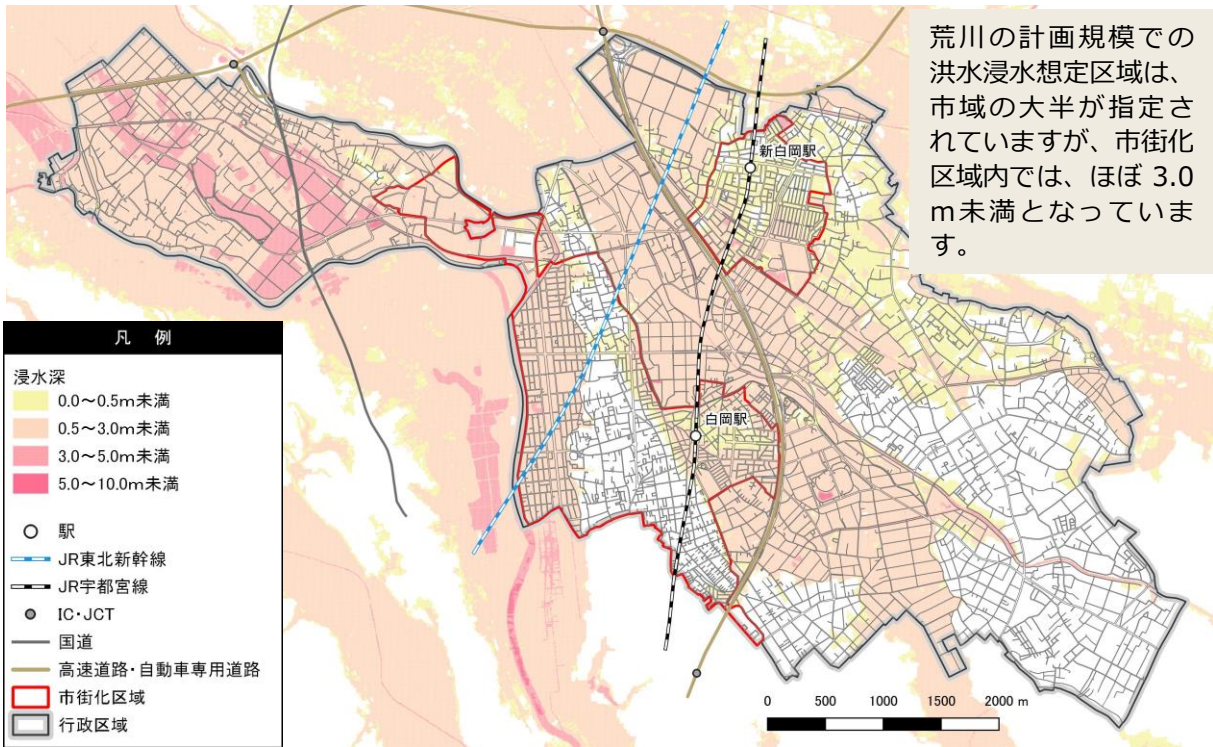 荒川の計画規模での
洪水浸水想定区域は、
市域の大半が指定さ
れていますが、市街化
区域内では、ほぼ 3.0
m未満となっていま
す。
新白岡駅
白岡駅
凡 例
浸水深
0.0～0.5m未満
0.5～3.0m未満
3.0～5.0m未満
5.0～10.0m未満
駅
JR東北新幹線
JR宇都宮線
IC・JCT
国道
高速道路・自動車専用道路
市街化区域
行政区域
0 500 1000 1500 2000 m